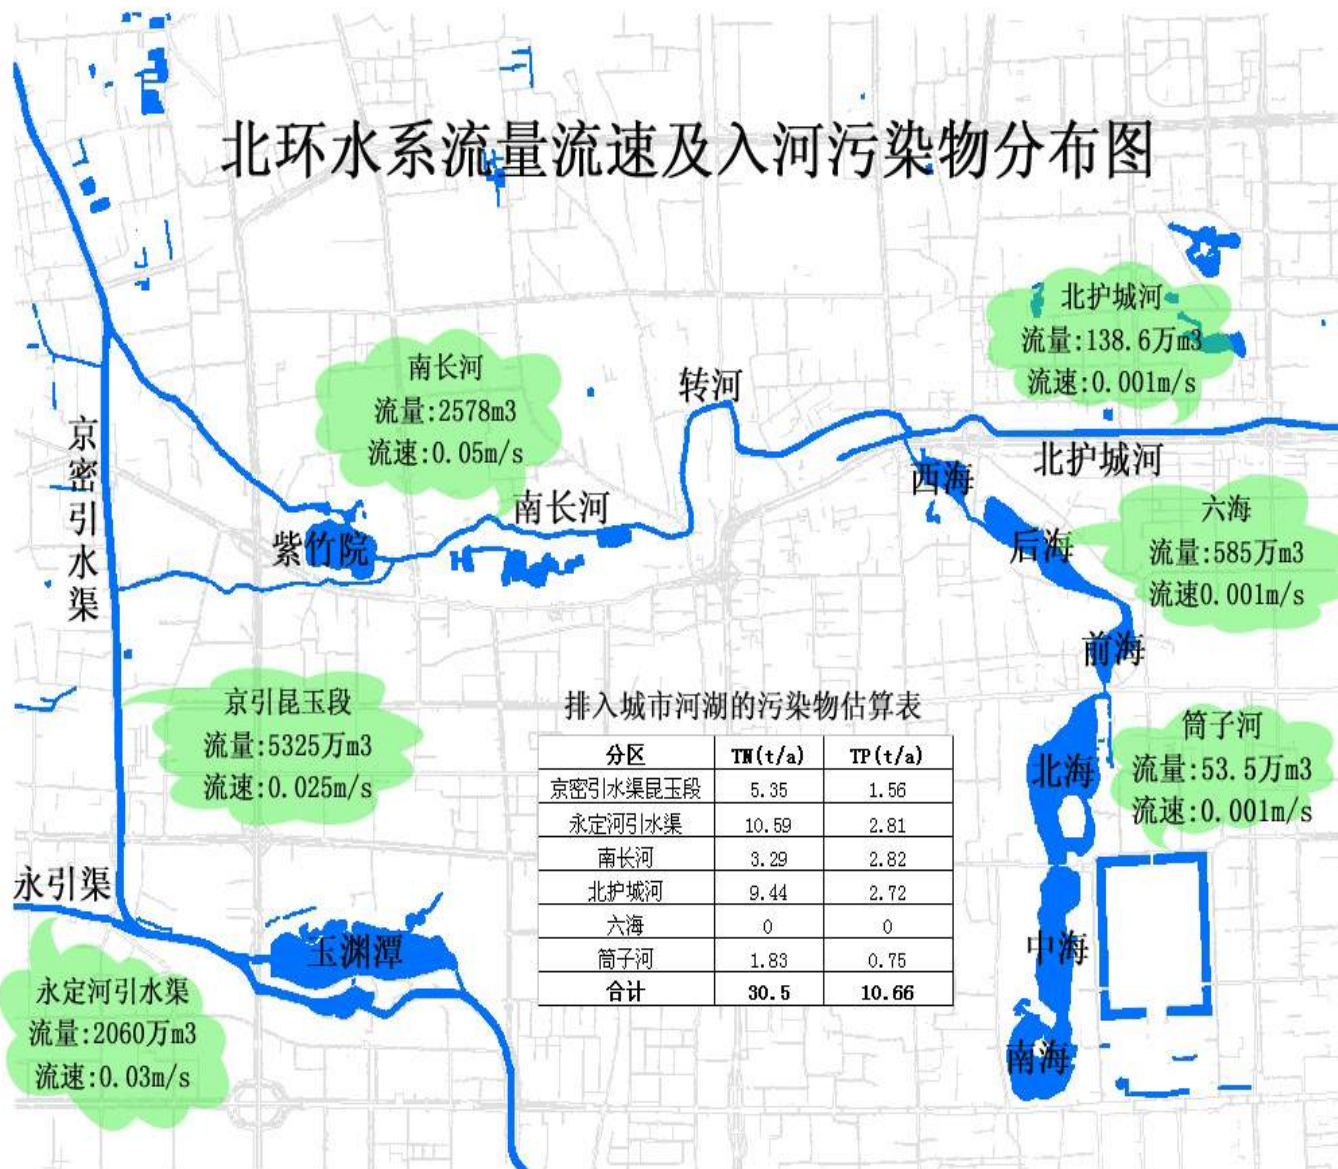 北环水系流量流速及入河污染物分布图
北护城河
流量:138.6万m3
流速:0.001m/s
南长河
流量:2578m3
流速:0.05m/s
转河
京密引水渠
北护城河
西海
南长河
六海
流量:585万m3
流速0.001m/s
后海
紫竹院
前海
京引昆玉段
流量:5325万m3
流速:0.025m/s
排入城市河湖的污染物估算表
分区 TN(t/a) TP(t/a)
京密引水渠昆玉段 5.35 1.56
永定河引水渠 10.59 2.81
南长河 3.29 2.82
北护城河 9.44 2.72
六海 0 0
筒子河 1.83 0.75
合计 30.5 10.66
筒子河
流量:53.5万m3
流速:0.001m/s
北海
永引渠
玉渊潭
中海
永定河引水渠
流量:2060万m3
流速:0.03m/s
南海